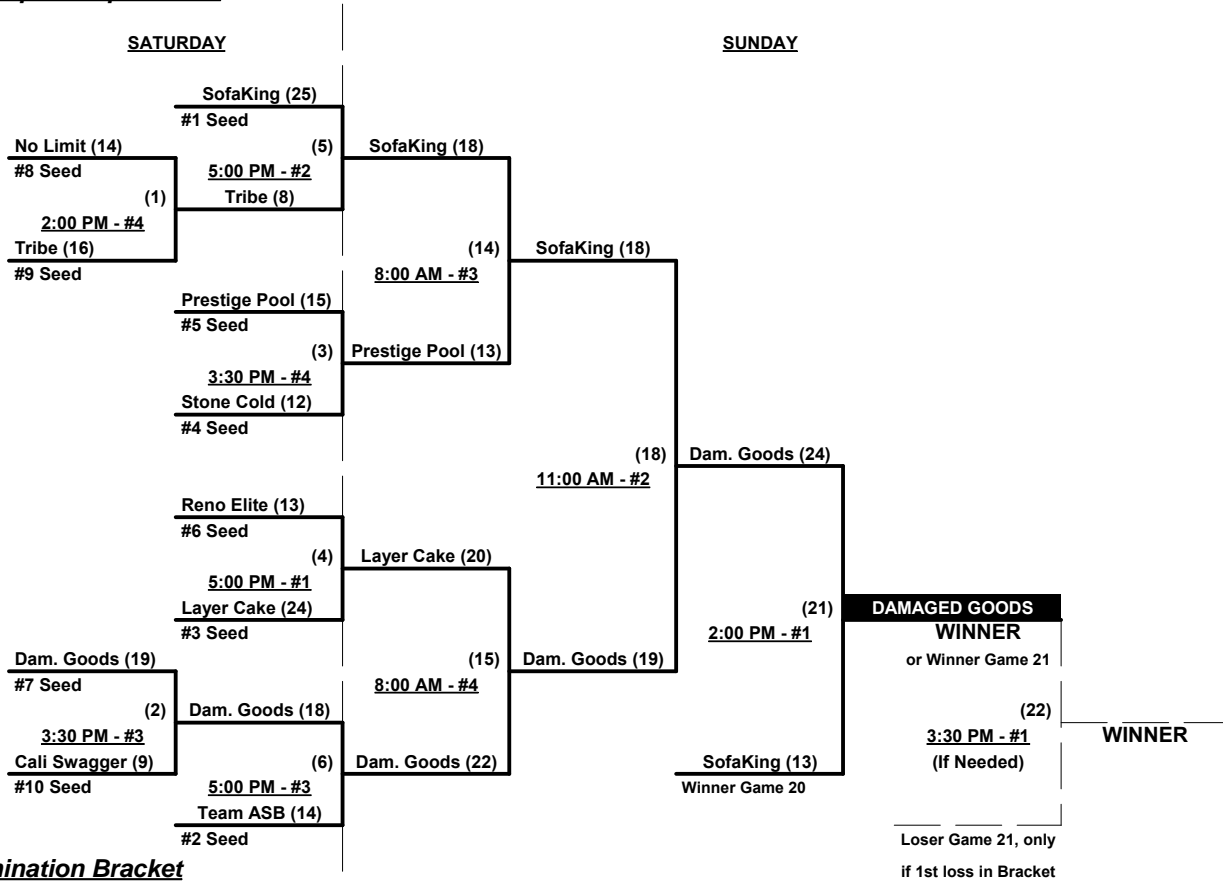 SATURDAY
SUNDAY
SofaKing (25)
#1 Seed
No Limit (14)
(5)
SofaKing (18)
#8 Seed
5:00 PM - #2
(1)
Tribe (8)
2:00 PM - #4
Tribe (16)
(14)
SofaKing (18)
#9 Seed
8:00 AM - #3
Prestige Pool (15)
#5 Seed
(3)
Prestige Pool (13)
3:30 PM - #4
Stone Cold (12)
#4 Seed
(18)
Dam. Goods (24)
11:00 AM - #2
Reno Elite (13)
#6 Seed
(4)
Layer Cake (20)
5:00 PM - #1
Layer Cake (24)
(21)
DAMAGED GOODS
#3 Seed
2:00 PM - #1
WINNER
Dam. Goods (19)
(15)
Dam. Goods (19)
or Winner Game 21
#7 Seed
8:00 AM - #4
(2)
Dam. Goods (18)
(22)
3:30 PM - #3
3:30 PM - #1
WINNER
Cali Swagger (9)
(6)
Dam. Goods (22)
SofaKing (13)
(If Needed)
#10 Seed
5:00 PM - #3
Winner Game 20
Team ASB (14)
#2 Seed
Loser Game 21, only
if 1st loss in Bracket
Bracket